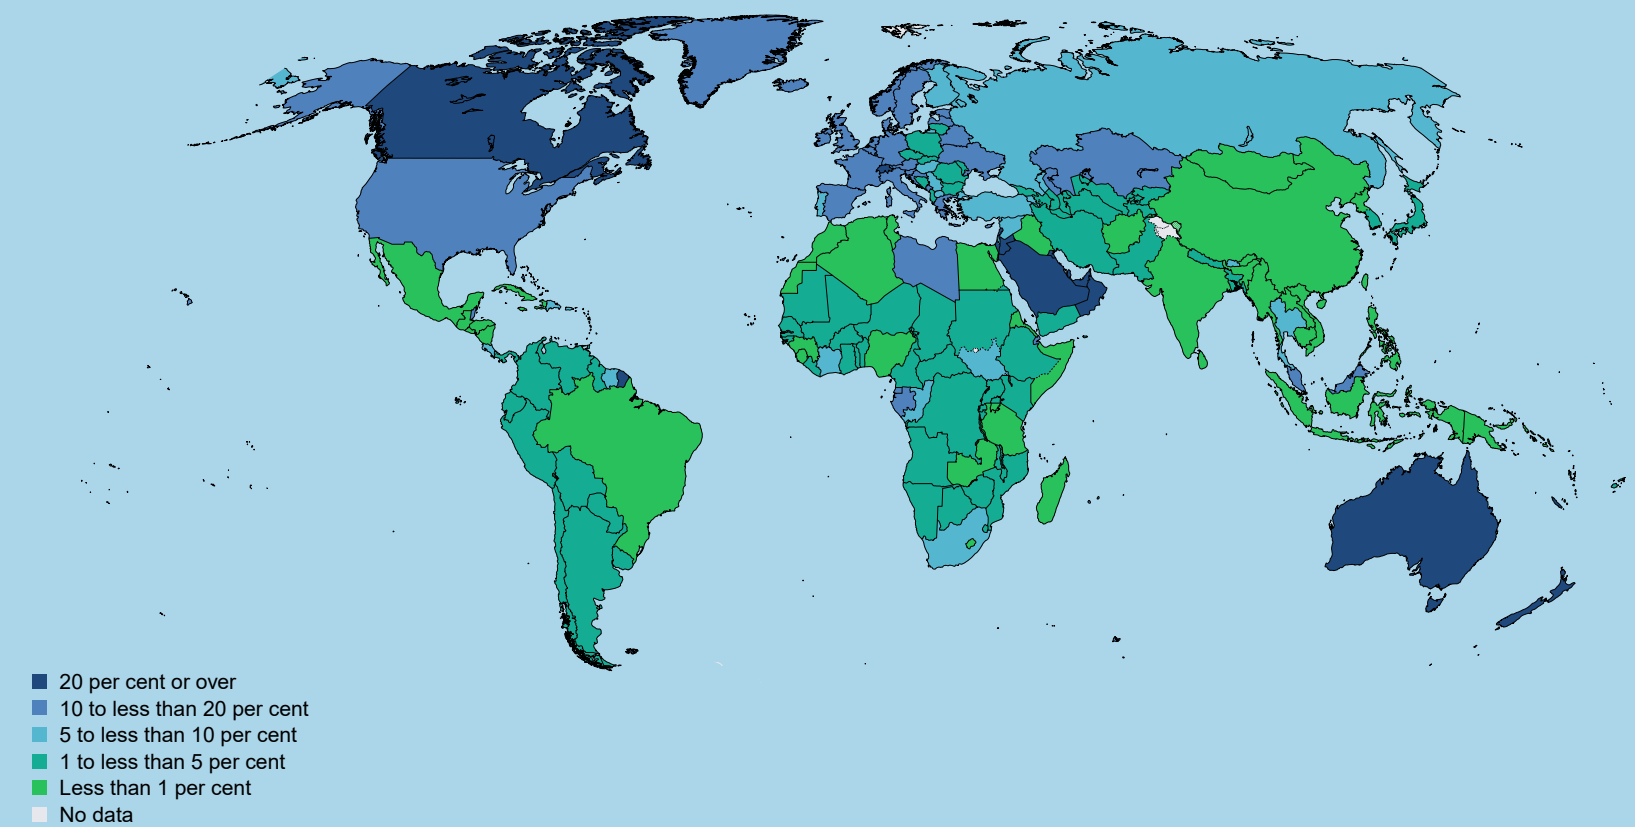 20 per cent or over
10 to less than 20 per cent
5 to less than 10 per cent
1 to less than 5 per cent
Less than 1 per cent
No data